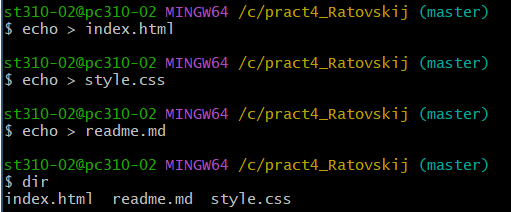 st310-02@pc310-02 MINGW64 /c/pract4_Ratovskij (master)
$ echo > index.html
st310-02@pc310-02 MINGW64 /c/pract4_Ratovskij (master)
$ echo > style.css
st310-02@pc310-02 MINGW64 /c/pract4_Ratovskij (master)
$ echo > readme.md
st310-02@pc310-02 MINGW64 /c/pract4_Ratovskij (master)
$ dir
index.html  readme.md  style.css